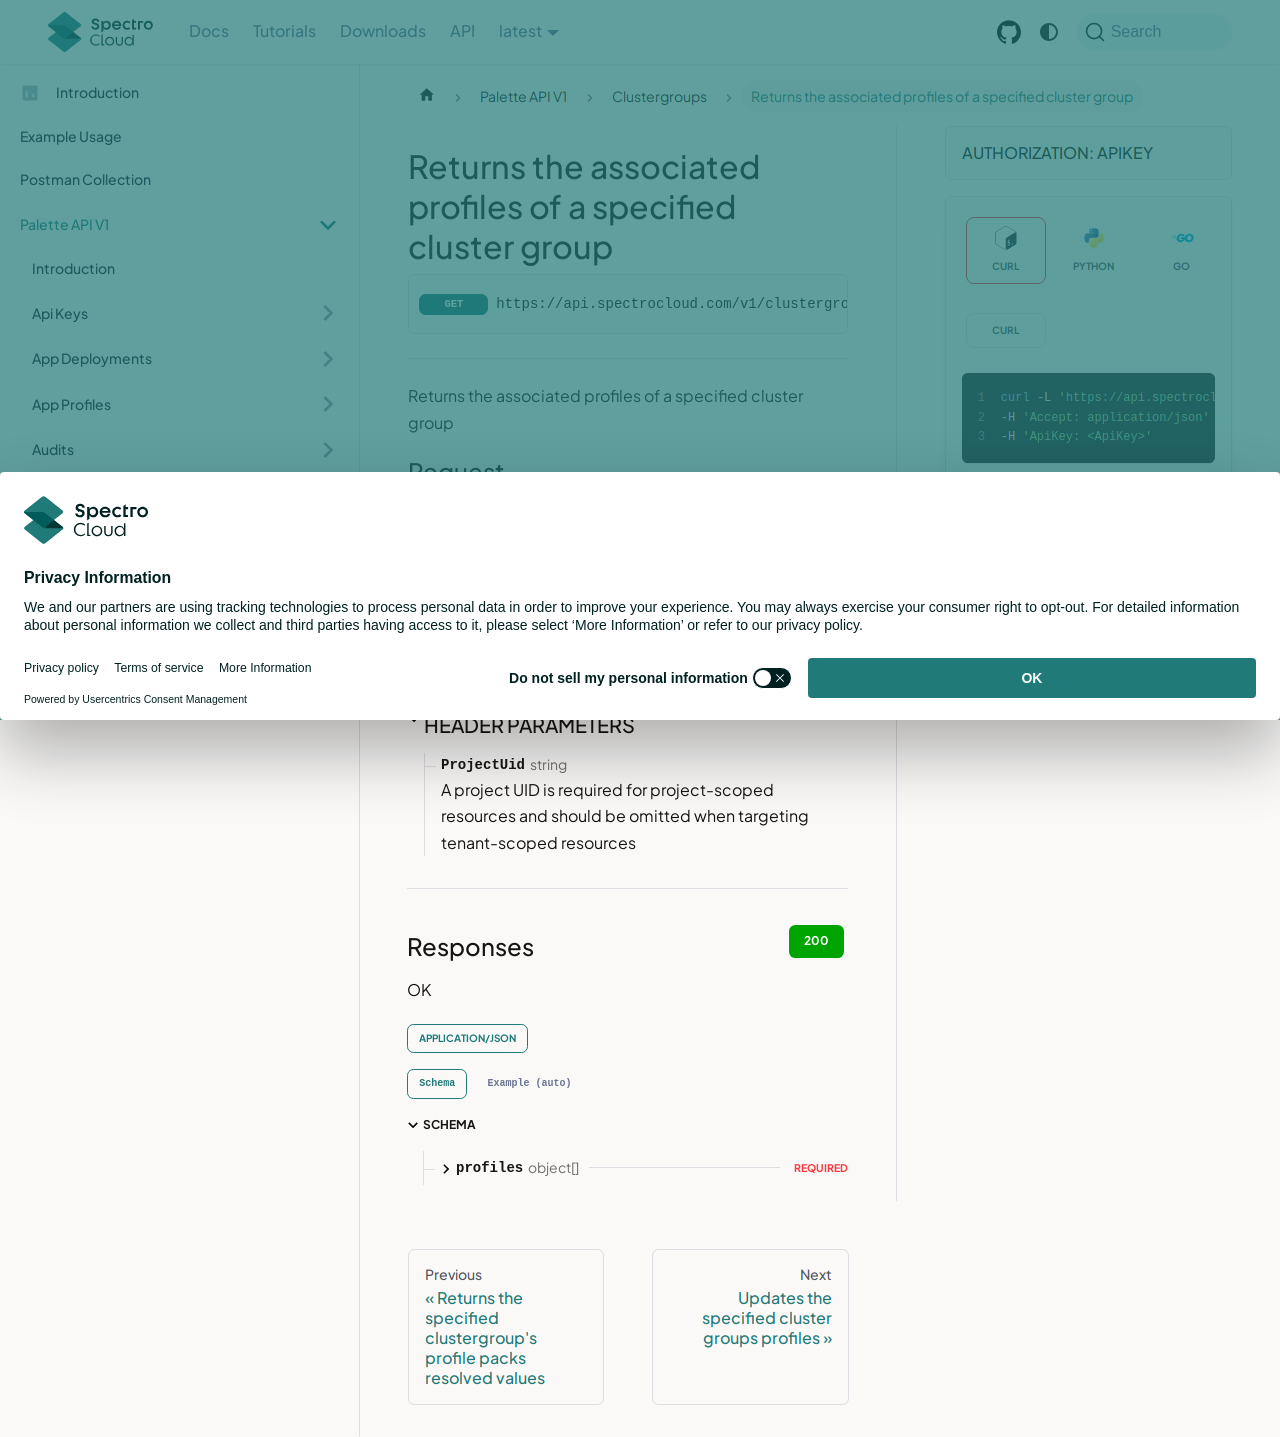 Spectro Cloud
Docs
Tutorials
Downloads
API
latest
Search
Introduction
Example Usage
Postman Collection
Palette API V1
Introduction
Api Keys
App Deployments
App Profiles
Audits
Palette API V1
Clustergroups
Returns the associated profiles of a specified cluster group
Returns the associated
profiles of a specified
cluster group
GET https://api.spectrocloud.com/v1/clustergro
Returns the associated profiles of a specified cluster
group
Request
AUTHORIZATION: APIKEY
CURL
PYTHON
GO
CURL
1 curl -L 'https://api.spectrocl
2 -H 'Accept: application/json'
3 -H 'ApiKey: <ApiKey>'
Spectro
Cloud
Privacy Information
We and our partners are using tracking technologies to process personal data in order to improve your experience. You may always exercise your consumer right to opt-out. For detailed information
about personal information we collect and third parties having access to it, please select ‘More Information’ or refer to our privacy policy.
Privacy policy
Terms of service
More Information
Powered by Usercentrics Consent Management
Do not sell my personal information
OK
HEADER PARAMETERS
ProjectUid string
A project UID is required for project-scoped
resources and should be omitted when targeting
tenant-scoped resources
Responses
200
OK
APPLICATION/JSON
Schema
Example (auto)
SCHEMA
profiles object[]
REQUIRED
Previous
« Returns the
specified
clustergroup's
profile packs
resolved values
Next
Updates the
specified cluster
groups profiles »